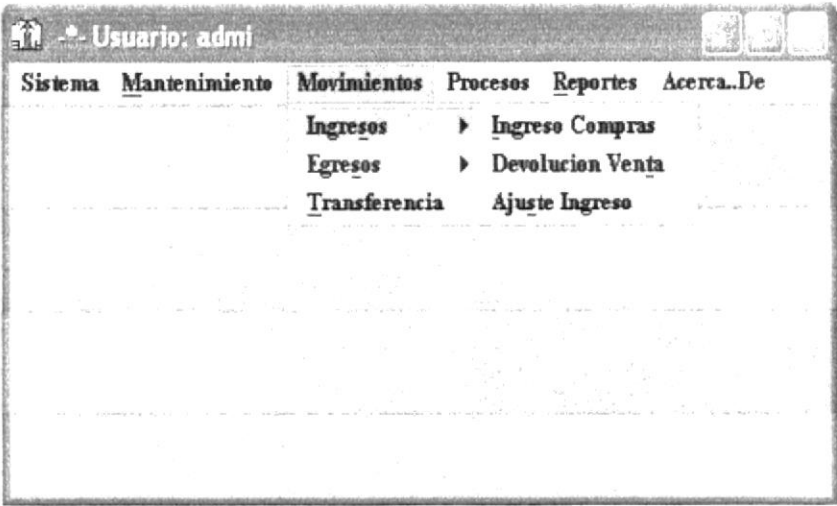 -*- Usuario: admi
Sistema Mantenimiento Movimientos Procesos Reportes Acerca..De
Ingresos Ingreso Compras
Egresos Devolucion Venta
Transferencia Ajuste Ingreso